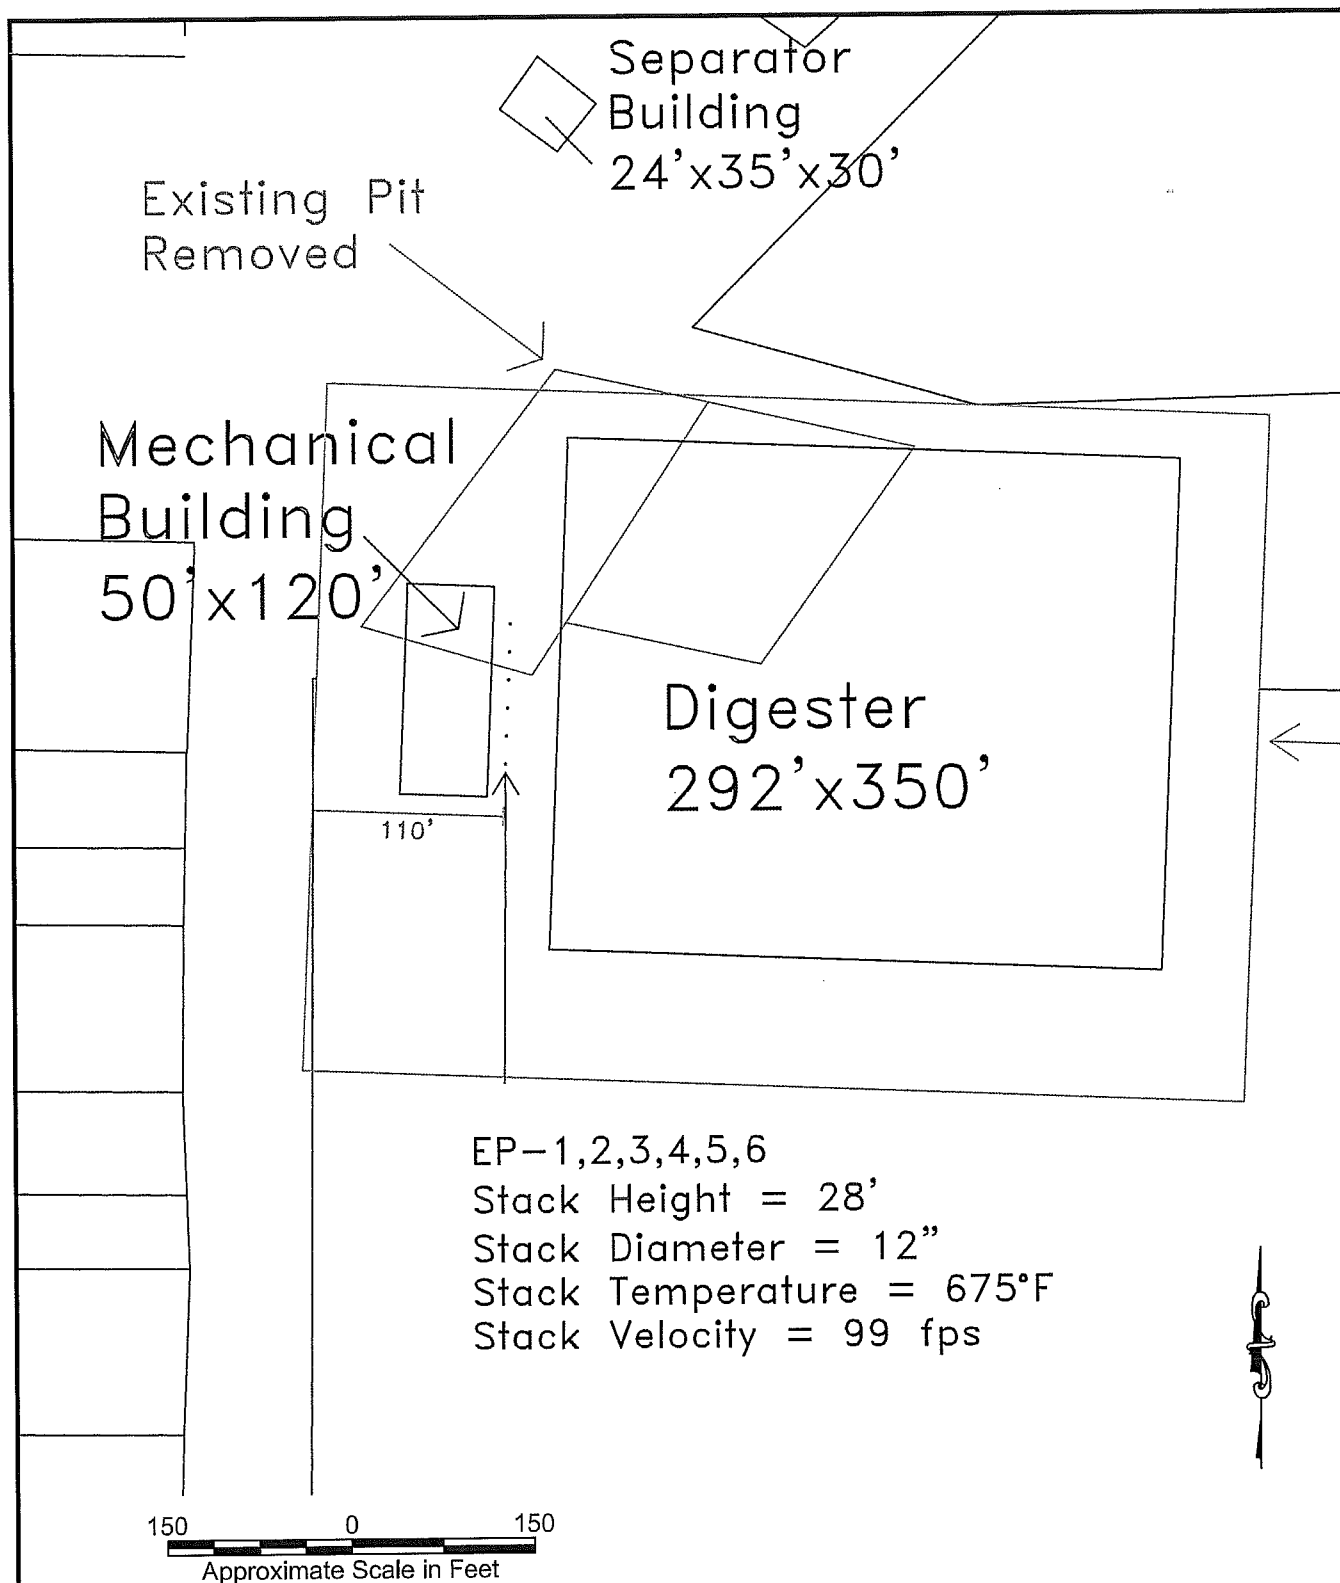 Separator
Building
24'x35'x30'
Existing Pit
Removed
Mechanical
Building
50'x120'
Digester
292'x350'
110'
EP-1,2,3,4,5,6
Stack Height = 28'
Stack Diameter = 12"
Stack Temperature = 675°F
Stack Velocity = 99 fps
150 0 150
Approximate Scale in Feet